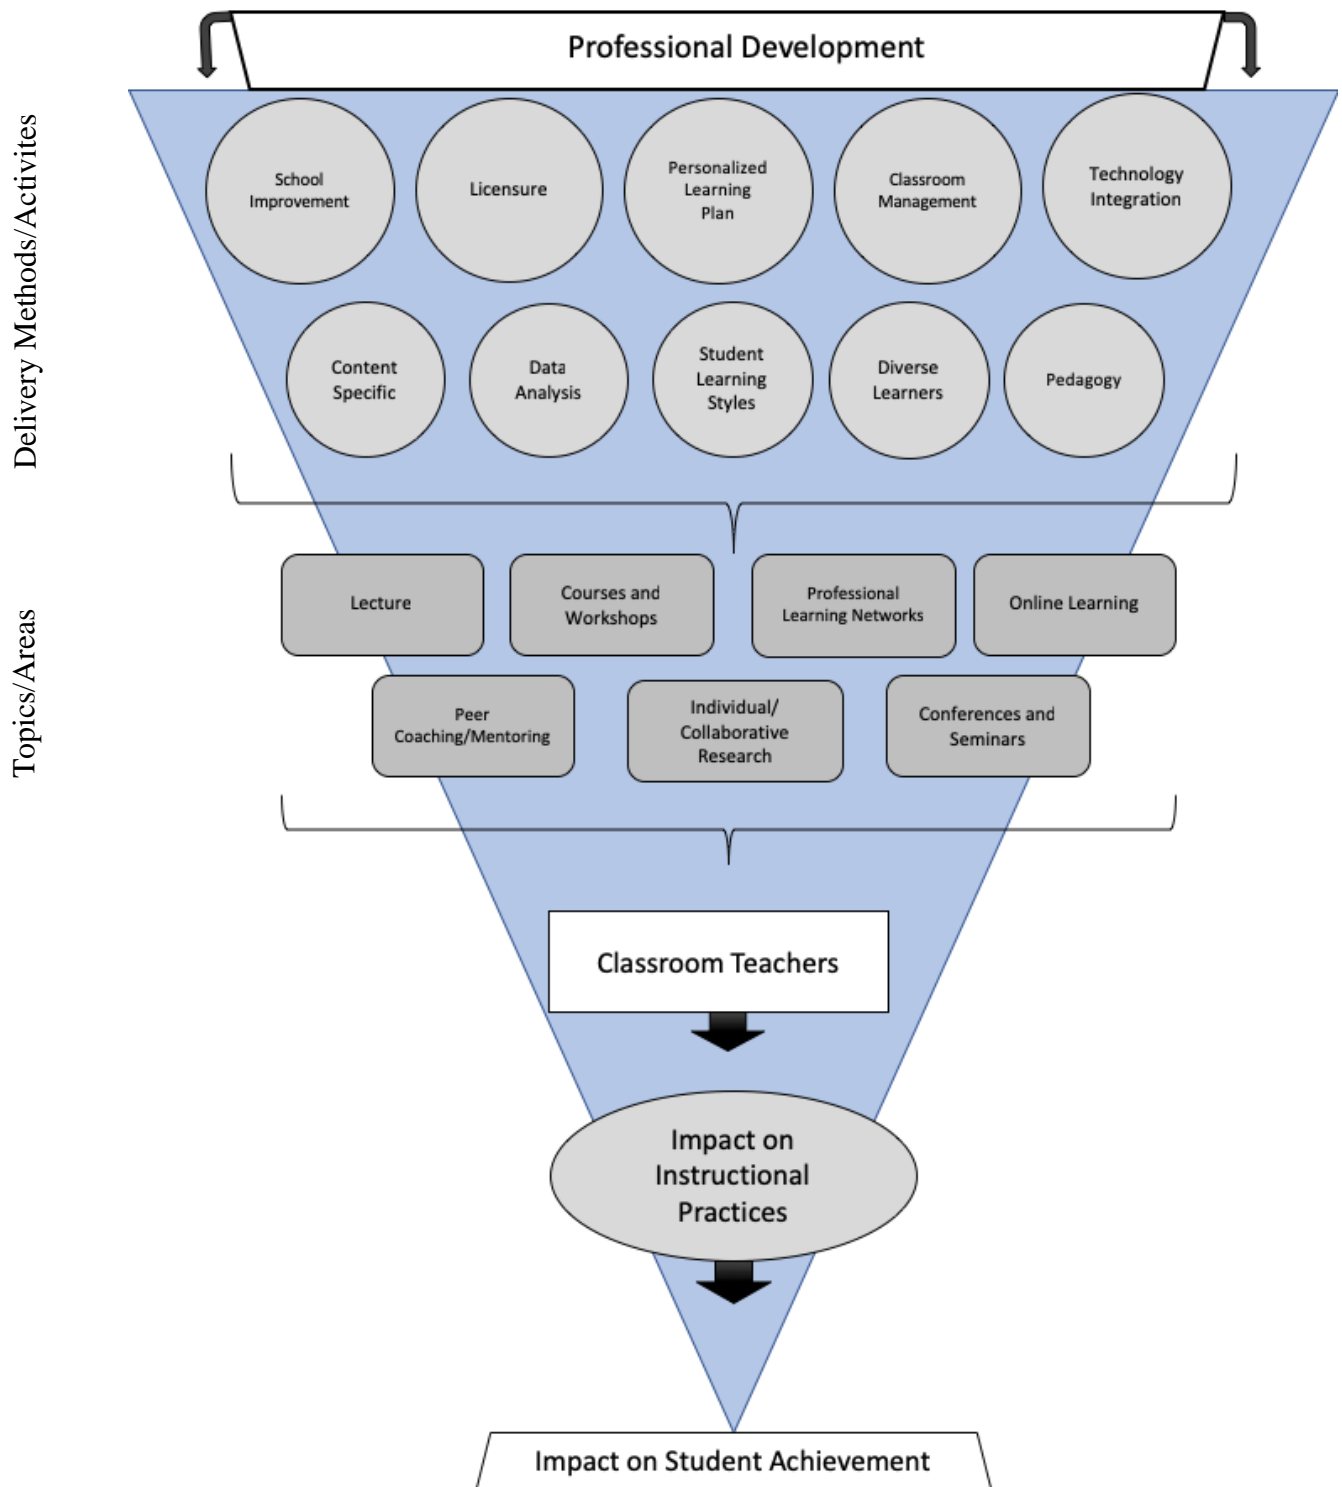 Professional Development
Delivery Methods/Activites
School
Improvement
Licensure
Personalized
Learning
Plan
Classroom
Management
Technology
Integration
Content
Specific
Data
Analysis
Student
Learning
Styles
Diverse
Learners
Pedagogy
Topics/Areas
Lecture
Courses and
Workshops
Professional
Learning Networks
Online Learning
Peer
Coaching/Mentoring
Individual/
Collaborative
Research
Conferences and
Seminars
Classroom Teachers
Impact on
Instructional
Practices
Impact on Student Achievement